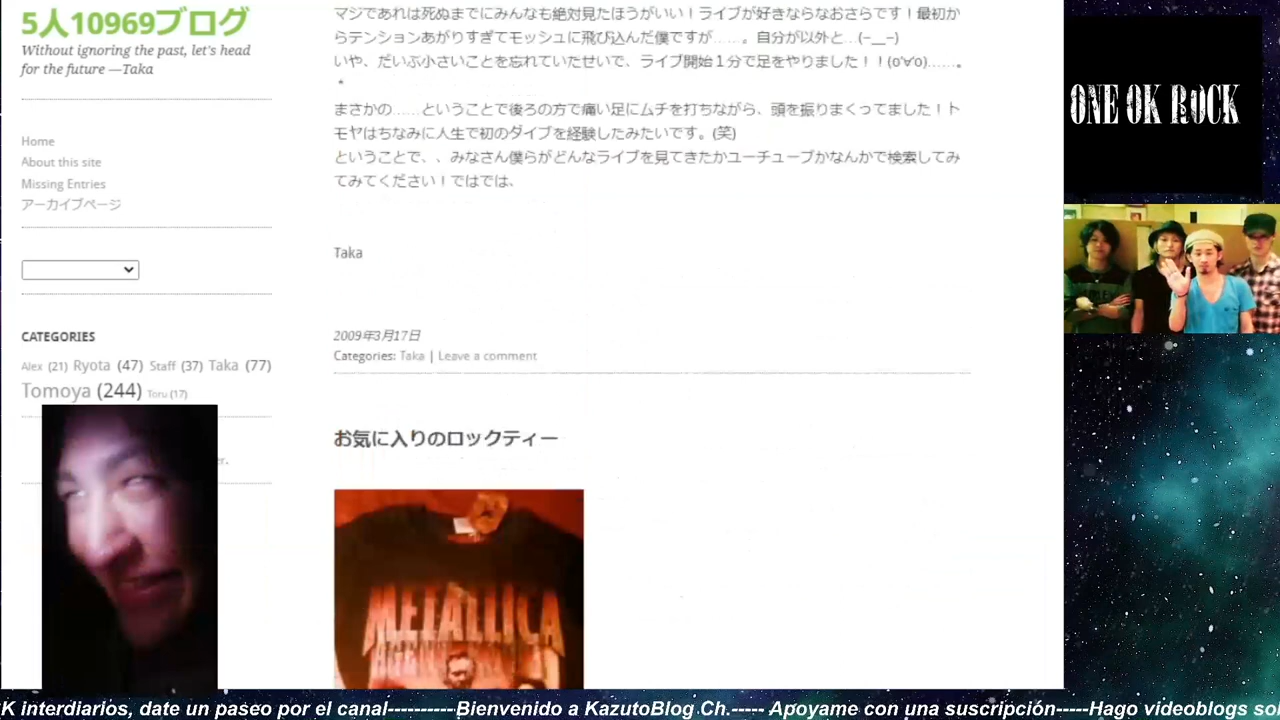 5人10969ブログ
Without ignoring the past, let's head
for the future —Taka
Home
About this site
Missing Entries
アーカイブページ
CATEGORIES
Alex (21) Ryota (47) Staff (37) Taka (77)
Tomoya (244) Toru (17)
r.
マジであれは死ぬまでにみんなも絶対見たほうがいい！ライブが好きならなおさらです！最初か
らテンションあがりすぎてモッシュに飛び込んだ僕ですが……。自分が以外と…(−__−)
いや、だいぶ小さいことを忘れていたせいで、ライブ開始１分で足をやりました！！(o'∀'o)……。
*
まさかの……ということで後ろの方で痛い足にムチを打ちながら、頭を振りまくってました！ト
モヤはちなみに人生で初のダイブを経験したみたいです。(笑)
ということで、、みなさん僕らがどんなライブを見てきたかユーチューブかなんかで検索してみ
てみてください！ではでは、
Taka
2009年3月17日
Categories: Taka | Leave a comment
お気に入りのロックティー
METALLICA
ONE OK ROCK
K interdiarios, date un paseo por el canal----------Bienvenido a KazutoBlog Ch.----- Apoyame con una suscripción-----Hago videoblogs so